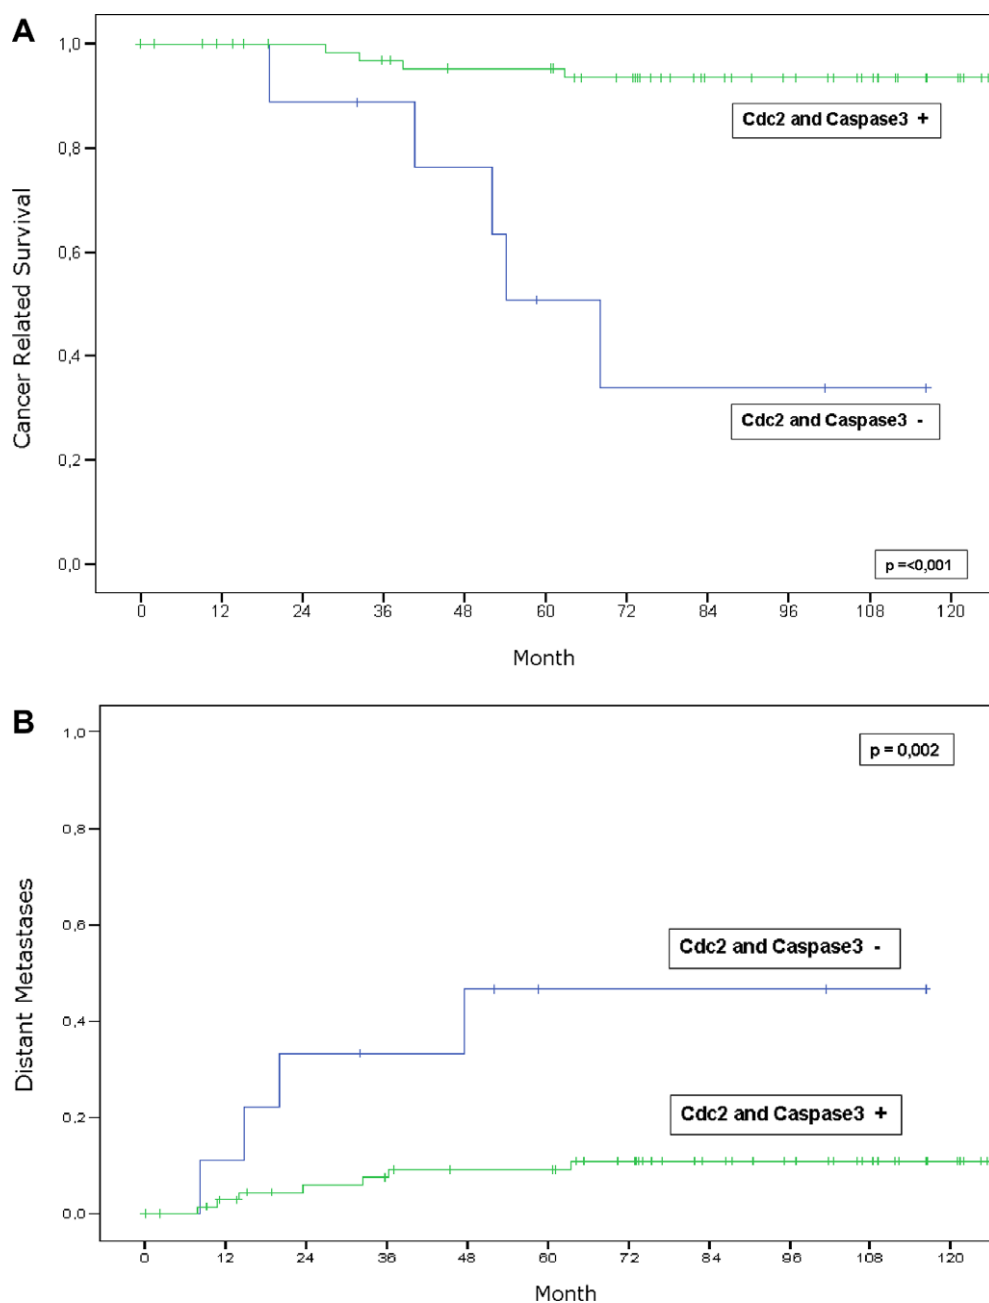 A
1,0
0,8
0,6
0,4
0,2
0,0
Cancer Related Survival
Cdc2 and Caspase3 +
Cdc2 and Caspase3 -
p =<0,001
0 12 24 36 48 60 72 84 96 108 120
Month
B
1,0
0,8
0,6
0,4
0,2
0,0
Distant Metastases
p = 0,002
Cdc2 and Caspase3 -
Cdc2 and Caspase3 +
0 12 24 36 48 60 72 84 96 108 120
Month